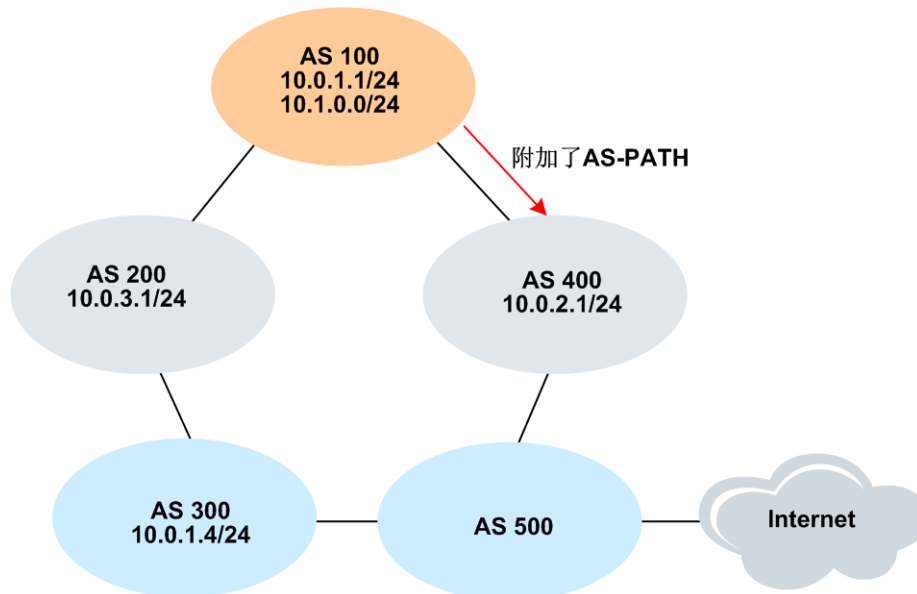 AS 100
10.0.1.1/24
10.1.0.0/24
附加了AS-PATH
AS 200
10.0.3.1/24
AS 400
10.0.2.1/24
AS 300
10.0.1.4/24
AS 500
Internet